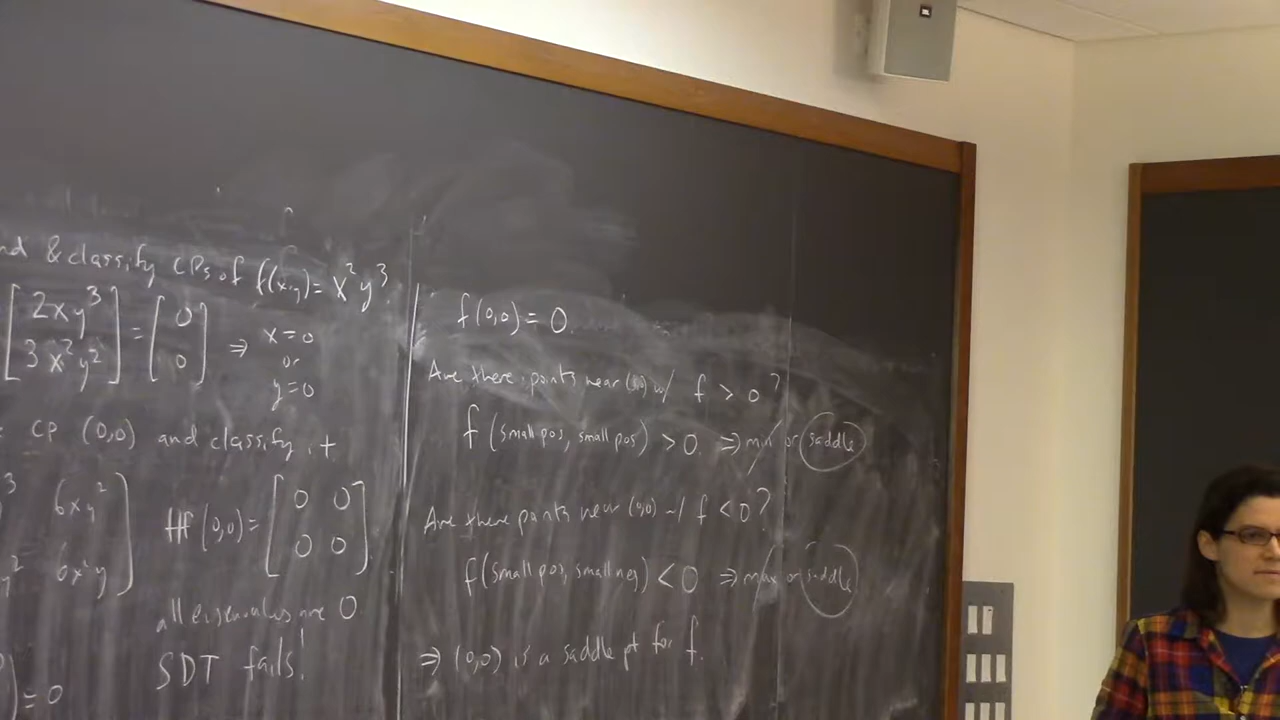 nd & classify CPs of f(x,y) = x²y³.
[2xy³ 3x²y²] = [0 0] ⇒ x=0 or y=0
CP (0,0) and classify it
³ 6xy²
y² 6x²y
Hf(0,0) = [0 0
0 0]
all eigenvalues are 0.
SDT fails!
= 0
f(0,0) = 0.
Are there points near (0,0) w/ f > 0?
f(small pos, small pos) > 0. ⇒ min or saddle
Are there points near (0,0) w/ f < 0?
f(small pos, small neg) < 0 ⇒ max or saddle
⇒ (0,0) is a saddle pt for f.